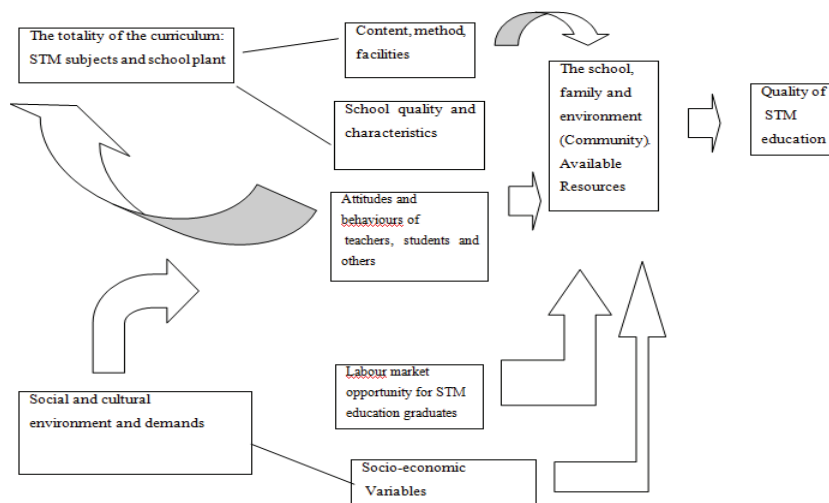 The totality of the curriculum:
STM subjects and school plant
Content, method,
facilities
School quality and
characteristics
Attitudes and
behaviours of
teachers, students and
others
The school,
family and
environment
(Community).
Available
Resources
Quality of
STM
education
Social and cultural
environment and demands
Labour market
opportunity for STM
education graduates
Socio-economic
Variables